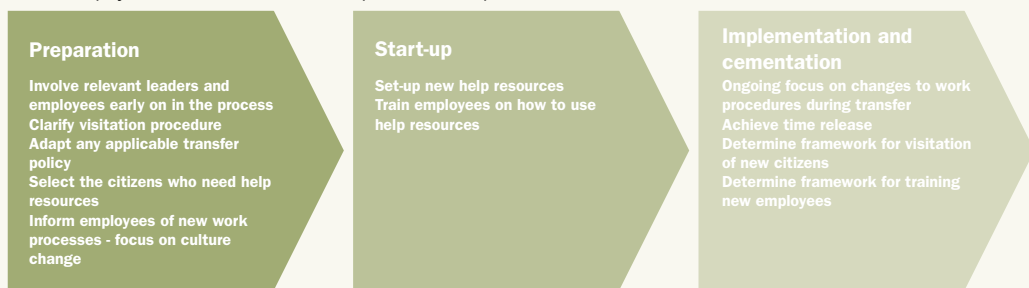 Preparation
Involve relevant leaders and
employees early on in the process
Clarify visitation procedure
Adapt any applicable transfer
policy
Select the citizens who need help
resources
Inform employees of new work
processes - focus on culture
change
Start-up
Set-up new help resources
Train employees on how to use
help resources
Implementation and
cementation
Ongoing focus on changes to work
procedures during transfer
Achieve time release
Determine framework for visitation
of new citizens
Determine framework for training
new employees